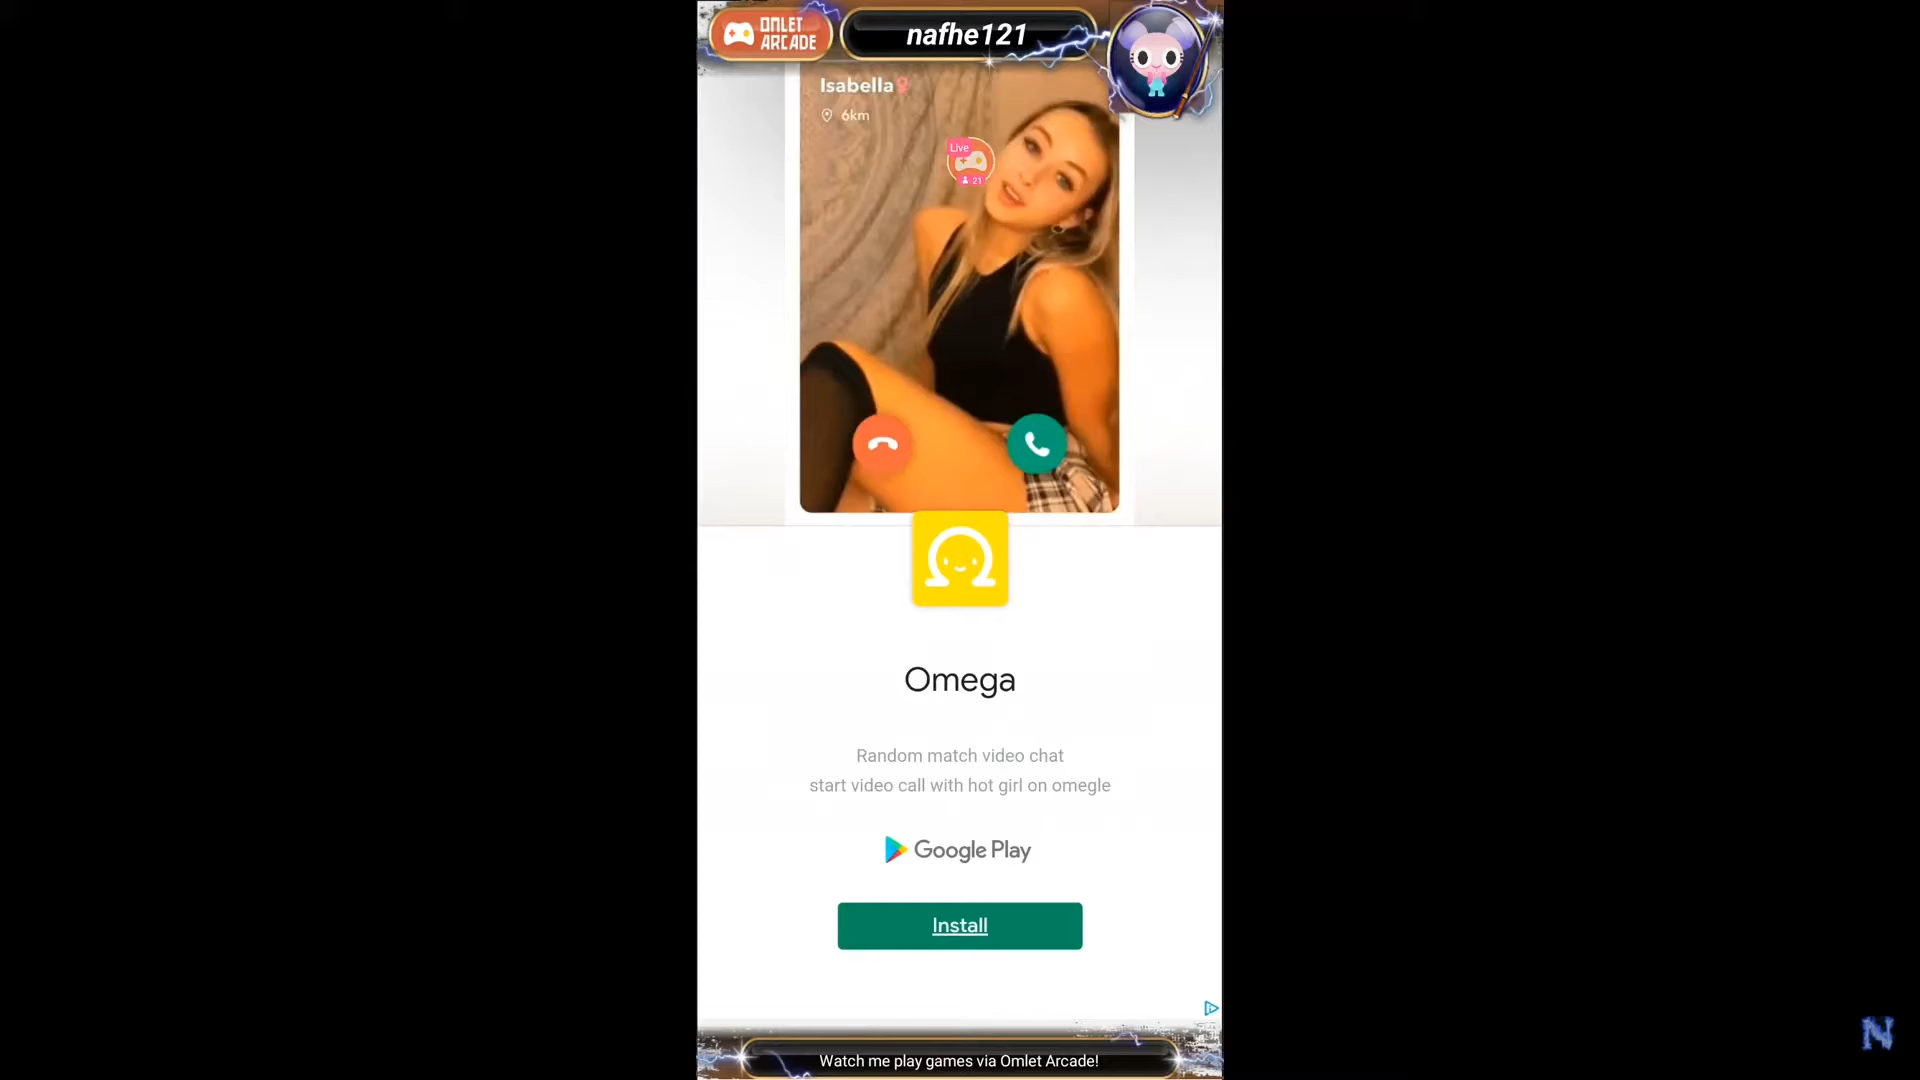 OMLET
ARCADE
nafhe121
Isabella
6km
Live
21
Omega
Random match video chat
start video call with hot girl on omegle
Google Play
Install
Watch me play games via Omlet Arcade!
N